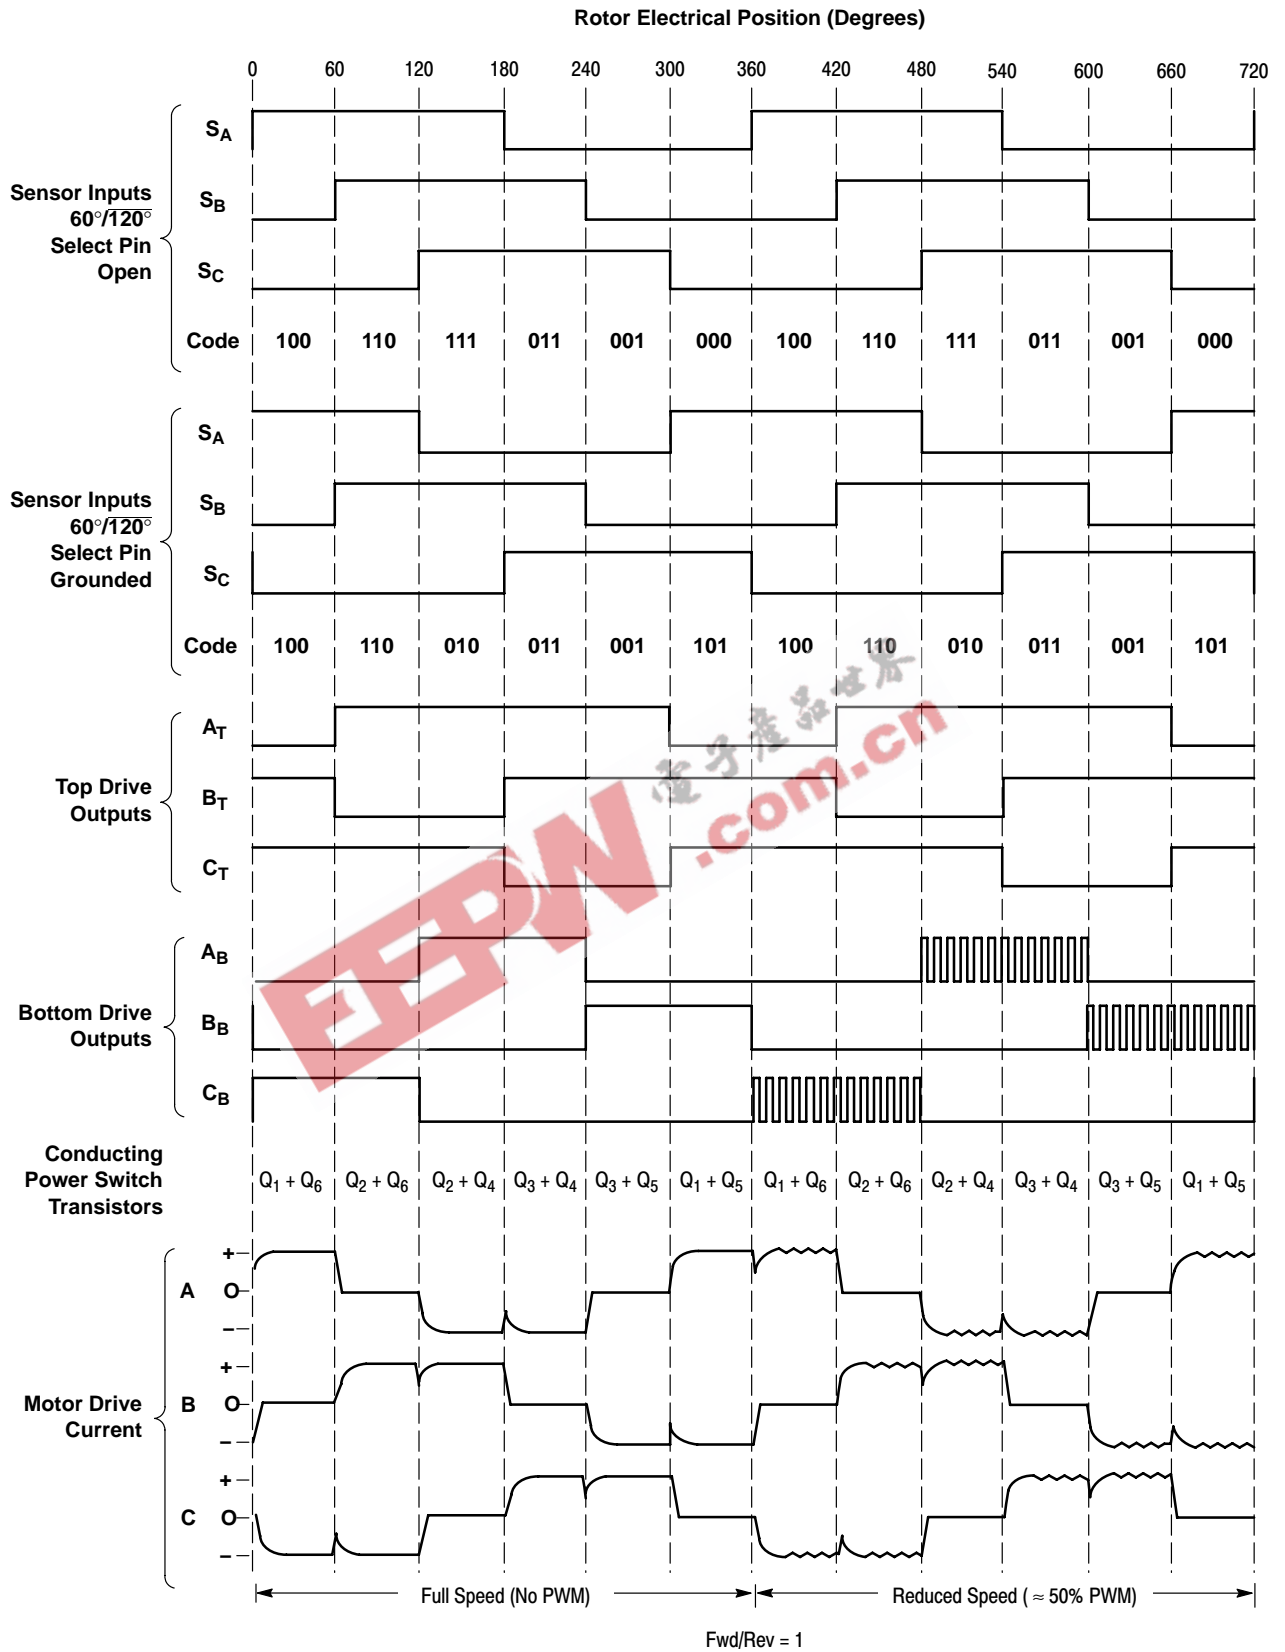 Rotor Electrical Position (Degrees)
0 60 120 180 240 300 360 420 480 540 600 660 720
Sensor Inputs
60°/120°
Select Pin
Open
SA
SB
SC
Code 100 110 111 011 001 000 100 110 111 011 001 000
Sensor Inputs
60°/120°
Select Pin
Grounded
SA
SB
SC
Code 100 110 010 011 001 101 100 110 010 011 001 101
Top Drive
Outputs
AT
BT
CT
電子產品世界
EEPW.com.cn
Bottom Drive
Outputs
AB
BB
CB
Conducting
Power Switch
Transistors
Q1 + Q6 Q2 + Q6 Q2 + Q4 Q3 + Q4 Q3 + Q5 Q1 + Q5 Q1 + Q6 Q2 + Q6 Q2 + Q4 Q3 + Q4 Q3 + Q5 Q1 + Q5
Motor Drive
Current
+
A O
–
+
B O
–
+
C O
–
Full Speed (No PWM) Reduced Speed ( ≈ 50% PWM)
Fwd/Rev = 1